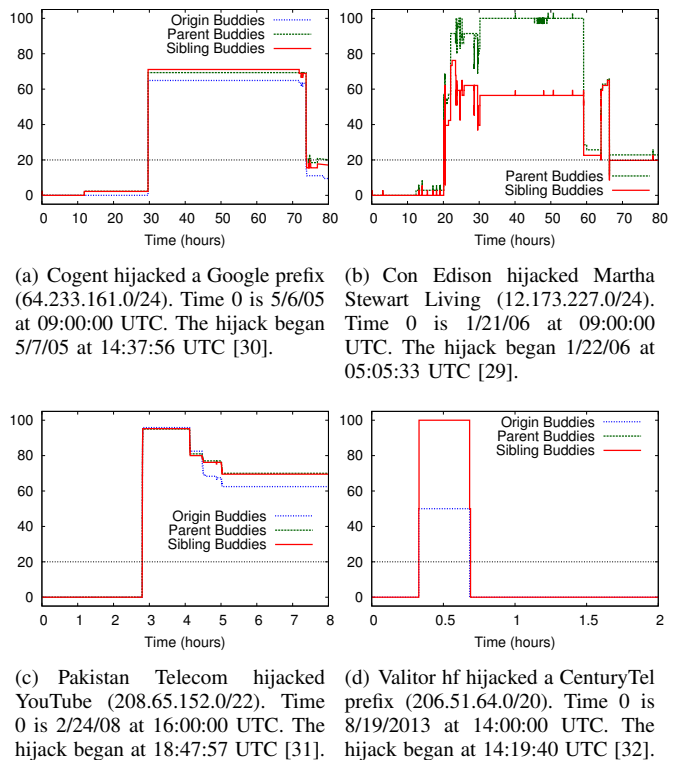 100
80
60
40
20
0
0 10 20 30 40 50 60 70 80
Time (hours)
Origin Buddies
Parent Buddies
Sibling Buddies
(a) Cogent hijacked a Google prefix
(64.233.161.0/24). Time 0 is 5/6/05
at 09:00:00 UTC. The hijack began
5/7/05 at 14:37:56 UTC [30].
100
80
60
40
20
0
0 10 20 30 40 50 60 70 80
Time (hours)
Parent Buddies
Sibling Buddies
(b) Con Edison hijacked Martha
Stewart Living (12.173.227.0/24).
Time 0 is 1/21/06 at 09:00:00
UTC. The hijack began 1/22/06 at
05:05:33 UTC [29].
100
80
60
40
20
0
0 1 2 3 4 5 6 7 8
Time (hours)
Origin Buddies
Parent Buddies
Sibling Buddies
(c) Pakistan Telecom hijacked
YouTube (208.65.152.0/22). Time
0 is 2/24/08 at 16:00:00 UTC. The
hijack began at 18:47:57 UTC [31].
100
80
60
40
20
0
0 0.5 1 1.5 2
Time (hours)
Origin Buddies
Parent Buddies
Sibling Buddies
(d) Valitor hf hijacked a CenturyTel
prefix (206.51.64.0/20). Time 0 is
8/19/2013 at 14:00:00 UTC. The
hijack began at 14:19:40 UTC [32].